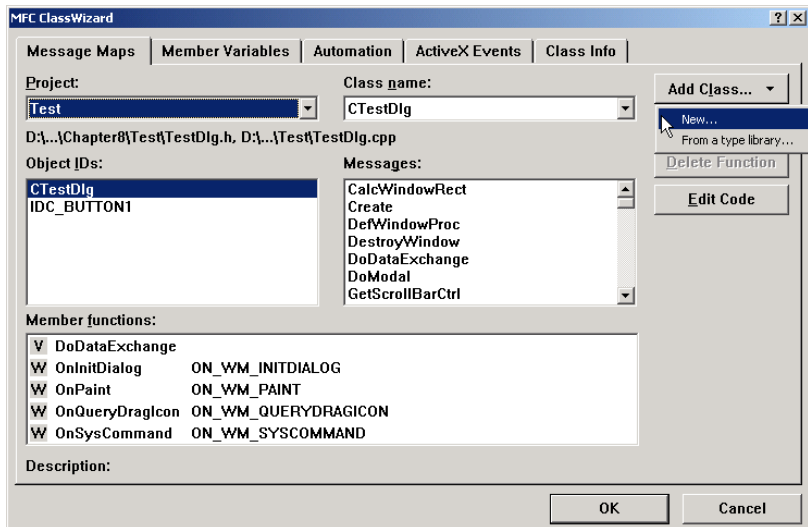 MFC ClassWizard
Message Maps Member Variables Automation ActiveX Events Class Info
Project: Class name:
Test CTestDlg
Add Class...
New...
From a type library...
D:\...\Chapter8\Test\TestDlg.h, D:\...\Test\TestDlg.cpp
Object IDs: Messages:
Delete Function
Edit Code
CTestDlg
IDC_BUTTON1
CalcWindowRect
Create
DefWindowProc
DestroyWindow
DoDataExchange
DoModal
GetScrollBarCtrl
Member functions:
V DoDataExchange
W OnInitDialog ON_WM_INITDIALOG
W OnPaint ON_WM_PAINT
W OnQueryDragIcon ON_WM_QUERYDRAGICON
W OnSysCommand ON_WM_SYSCOMMAND
Description:
OK Cancel